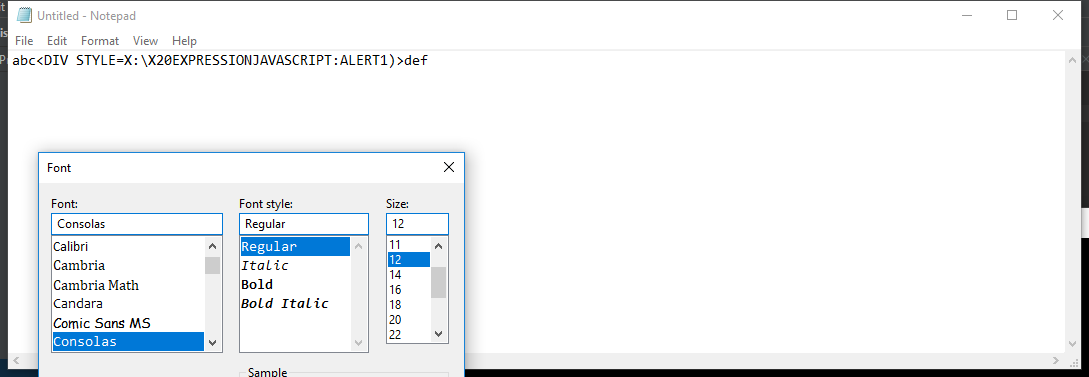 Untitled - Notepad
File Edit Format View Help
abc<DIV STYLE=X:\X20EXPRESSIONJAVASCRIPT:ALERT1)>def
Font
Font: Font style: Size:
Consolas Regular 12
Calibri Regular 11
Cambria Italic 12
Cambria Math Bold 14
Candara Bold Italic 16
Comic Sans MS 18
Consolas 20
22
Sample